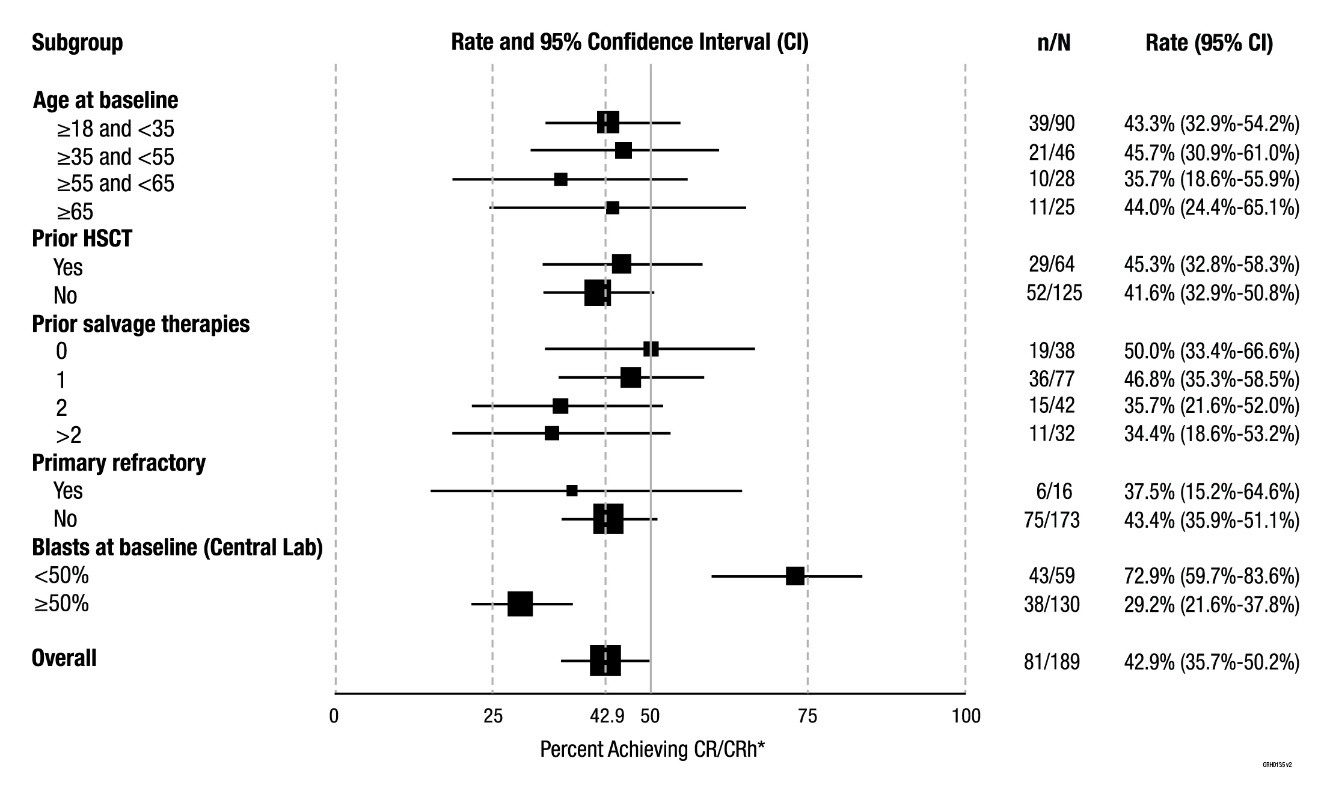 Subgroup Rate and 95% Confidence Interval (CI) n/N Rate (95% CI)
Age at baseline
≥18 and <35 39/90 43.3% (32.9%-54.2%)
≥35 and <55 21/46 45.7% (30.9%-61.0%)
≥55 and <65 10/28 35.7% (18.6%-55.9%)
≥65 11/25 44.0% (24.4%-65.1%)
Prior HSCT
Yes 29/64 45.3% (32.8%-58.3%)
No 52/125 41.6% (32.9%-50.8%)
Prior salvage therapies
0 19/38 50.0% (33.4%-66.6%)
1 36/77 46.8% (35.3%-58.5%)
2 15/42 35.7% (21.6%-52.0%)
>2 11/32 34.4% (18.6%-53.2%)
Primary refractory
Yes 6/16 37.5% (15.2%-64.6%)
No 75/173 43.4% (35.9%-51.1%)
Blasts at baseline (Central Lab)
<50% 43/59 72.9% (59.7%-83.6%)
≥50% 38/130 29.2% (21.6%-37.8%)
Overall 81/189 42.9% (35.7%-50.2%)
0 25 42.9 50 75 100
Percent Achieving CR/CRh*